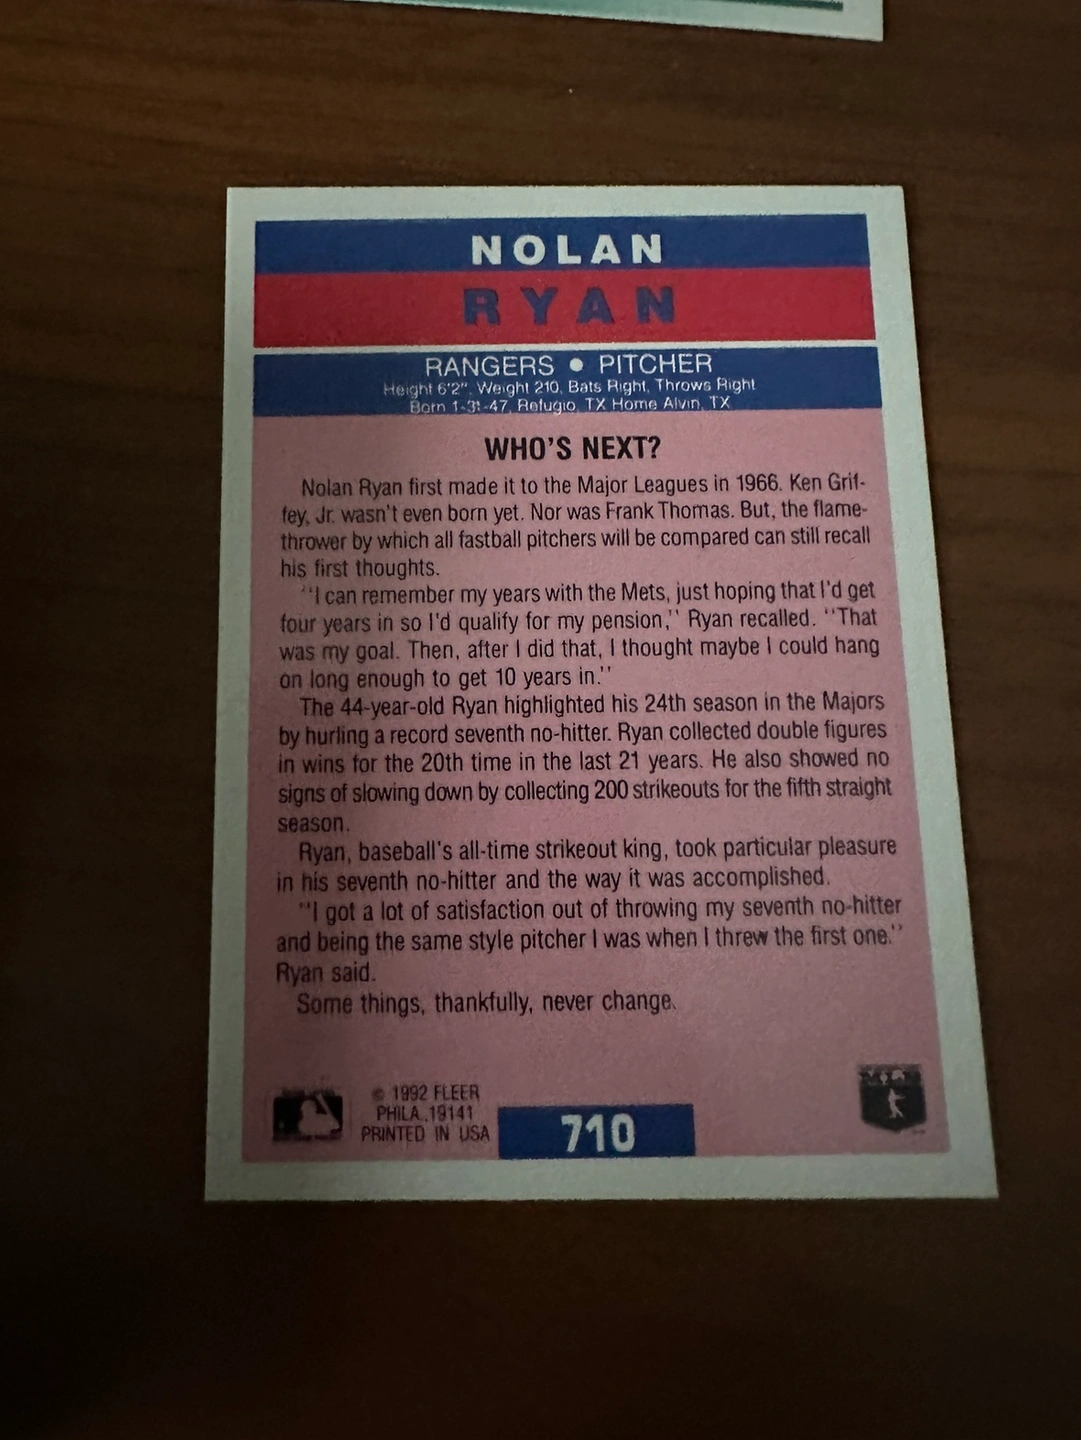 NOLAN
RYAN
RANGERS • PITCHER
Height 6'2", Weight 210, Bats Right, Throws Right
Born 1-31-47, Refugio, TX Home Alvin, TX
WHO'S NEXT?
Nolan Ryan first made it to the Major Leagues in 1966. Ken Grif-
fey, Jr. wasn't even born yet. Nor was Frank Thomas. But, the flame-
thrower by which all fastball pitchers will be compared can still recall
his first thoughts.
"I can remember my years with the Mets, just hoping that I'd get
four years in so I'd qualify for my pension," Ryan recalled. "That
was my goal. Then, after I did that, I thought maybe I could hang
on long enough to get 10 years in."
The 44-year-old Ryan highlighted his 24th season in the Majors
by hurling a record seventh no-hitter. Ryan collected double figures
in wins for the 20th time in the last 21 years. He also showed no
signs of slowing down by collecting 200 strikeouts for the fifth straight
season.
Ryan, baseball's all-time strikeout king, took particular pleasure
in his seventh no-hitter and the way it was accomplished.
"I got a lot of satisfaction out of throwing my seventh no-hitter
and being the same style pitcher I was when I threw the first one."
Ryan said.
Some things, thankfully, never change.
© 1992 FLEER
PHILA. 19141
PRINTED IN USA
710